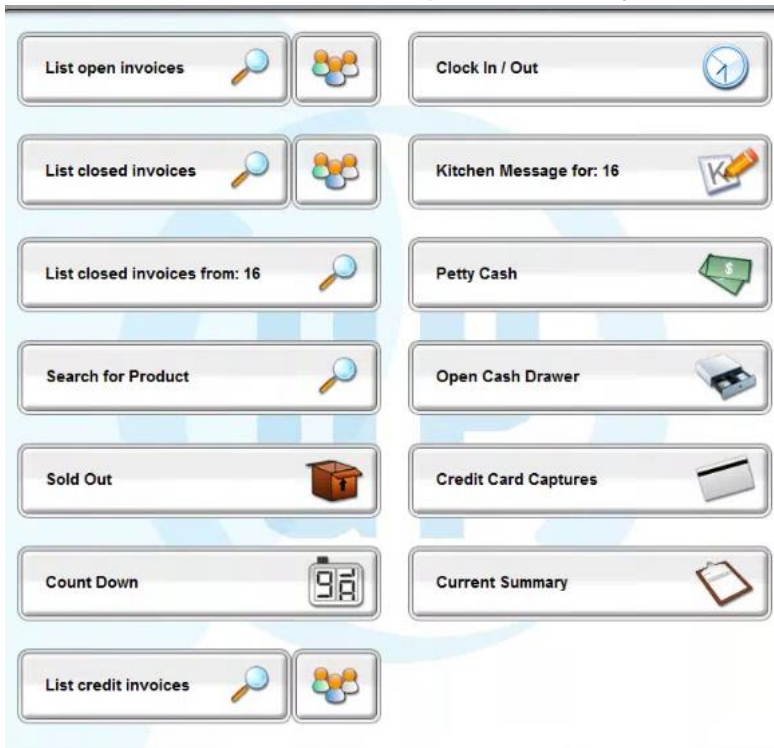 List open invoices
List closed invoices
List closed invoices from: 16
Search for Product
Sold Out
Count Down
List credit invoices
Clock In / Out
Kitchen Message for: 16
K
Petty Cash
$
Open Cash Drawer
Credit Card Captures
Current Summary